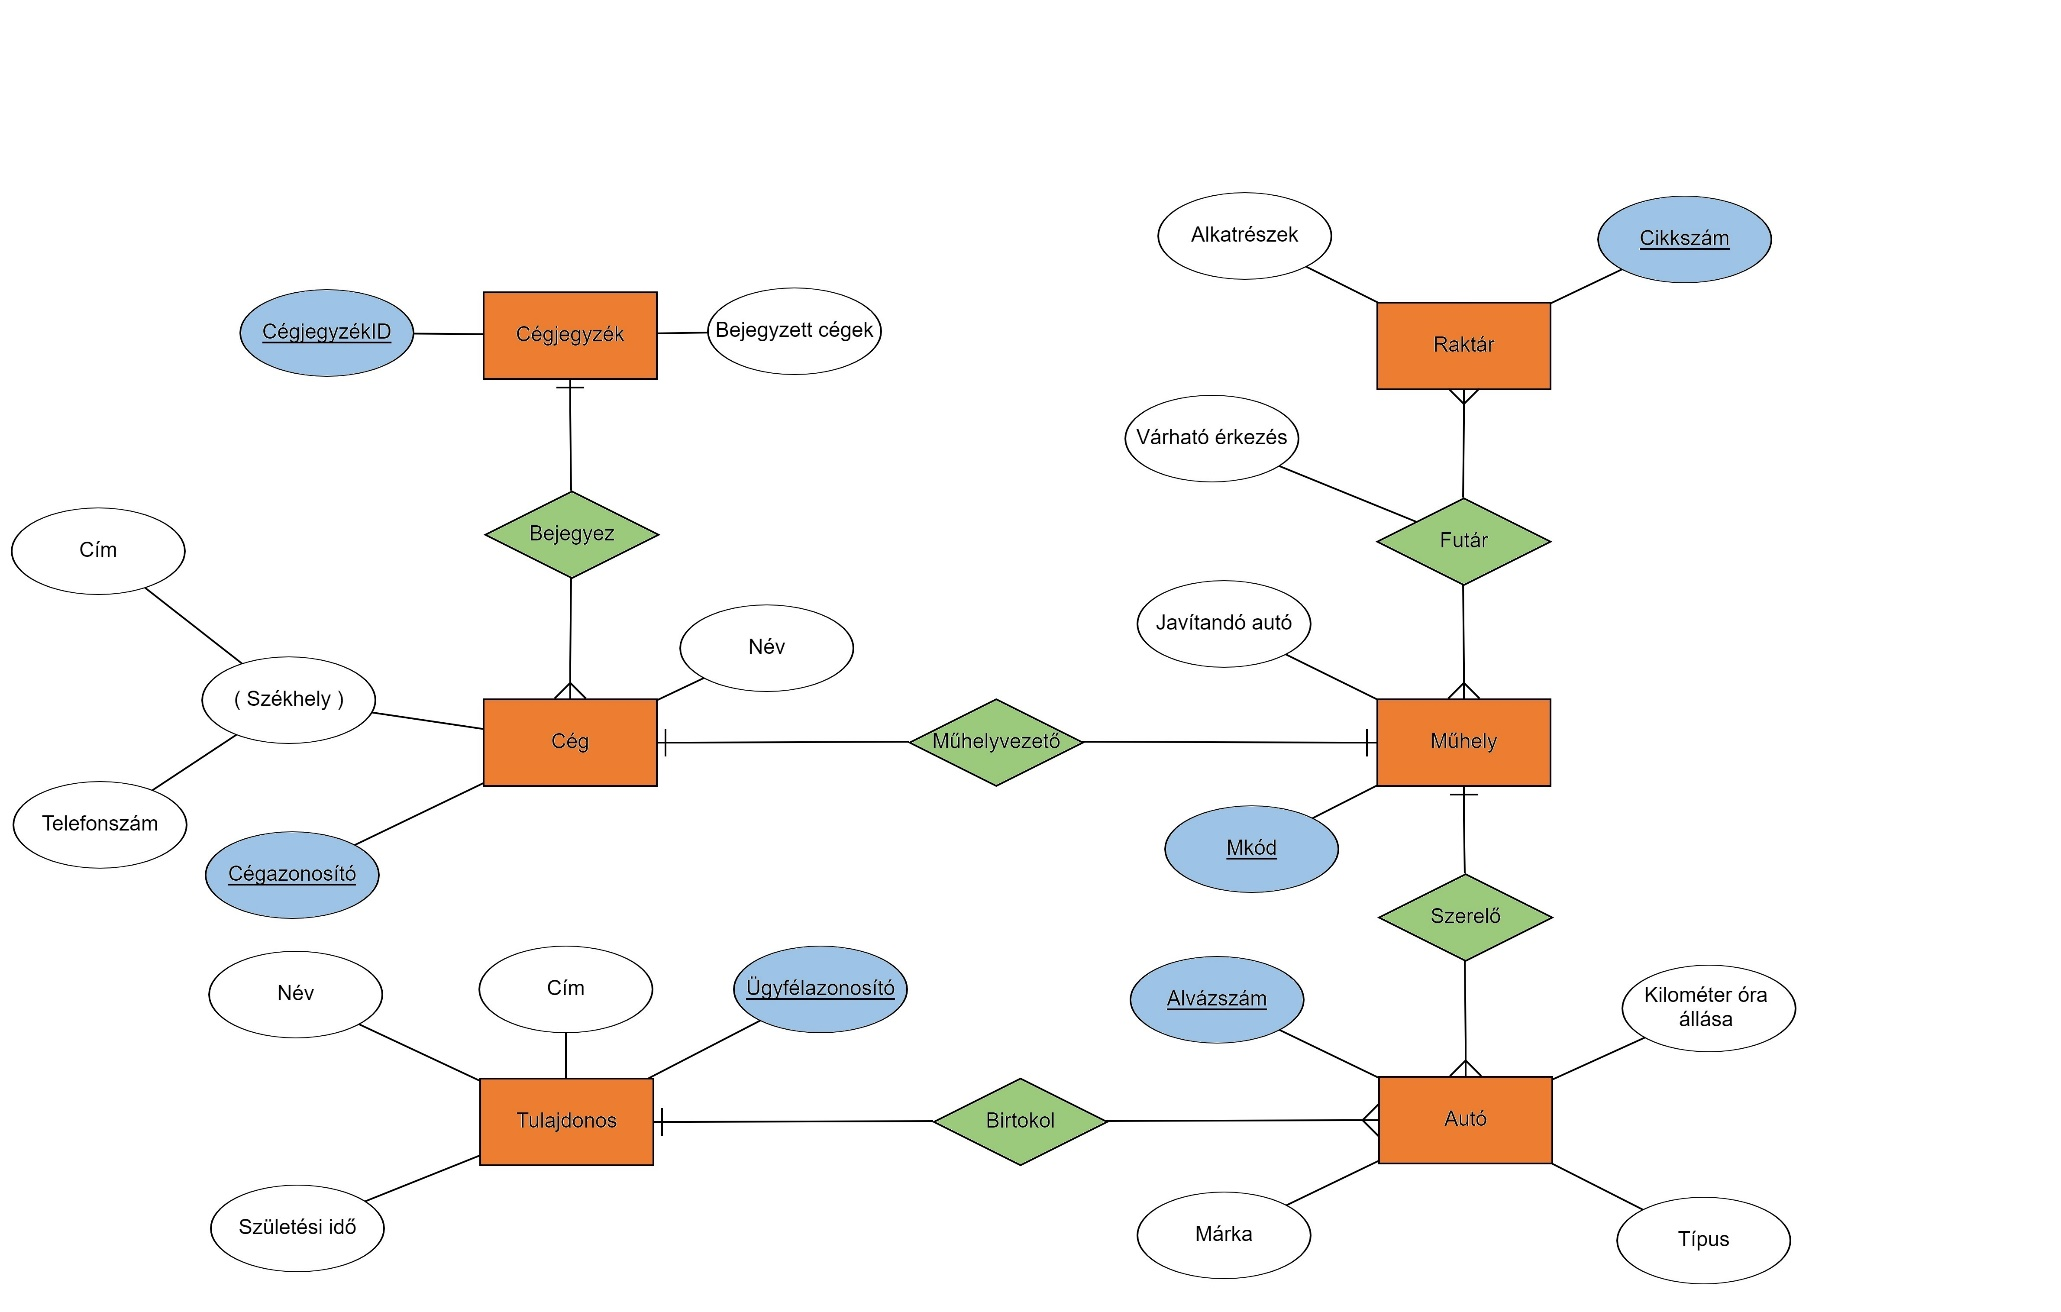 Alkatrészek
Cikkszám
CégjegyzékID
Cégjegyzék
Bejegyzett cégek
Raktár
Várható érkezés
Bejegyez
Futár
Cím
Javítandó autó
Név
( Székhely )
Cég
Műhelyvezető
Műhely
Telefonszám
Mkód
Cégazonosító
Szerelő
Név
Cím
Ügyfélazonosító
Alvázszám
Kilométer óra
állása
Tulajdonos
Birtokol
Autó
Születési idő
Márka
Típus